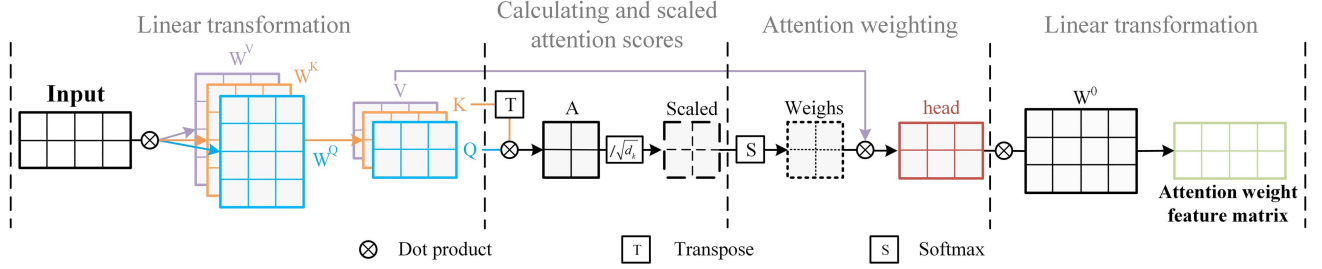 Linear transformation
Calculating and scaled
attention scores
Attention weighting
Linear transformation
W^V
W^K
W^Q
Input
V
K
Q
T
A
/√d_k
Scaled
S
Weighs
head
W^0
Attention weight
feature matrix
Dot product
T
Transpose
S
Softmax